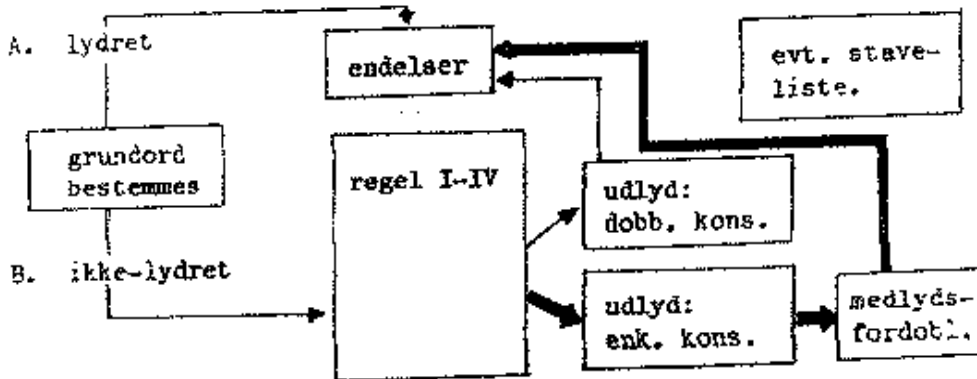 A. lydret
endelser
evt. stave-
liste.
grundord
bestemmes
regel I-IV
udlyd:
dobb. kons.
B. ikke-lydret
udlyd:
enk. kons.
medlyds-
fordobl.